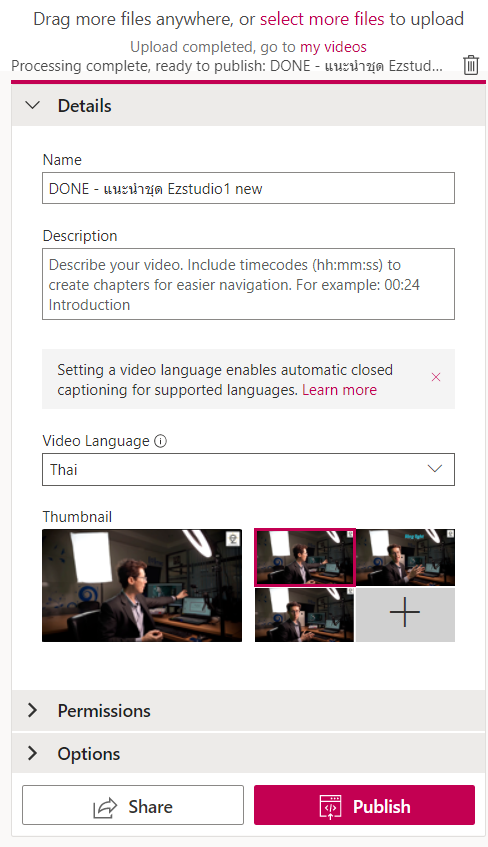 Drag more files anywhere, or select more files to upload
Upload completed, go to my videos
Processing complete, ready to publish: DONE - แนะนำชุด Ezstud...
Details
Name
DONE - แนะนำชุด Ezstudio1 new
Description
Describe your video. Include timecodes (hh:mm:ss) to
create chapters for easier navigation. For example: 00:24
Introduction
Setting a video language enables automatic closed
captioning for supported languages. Learn more
Video Language
Thai
Thumbnail
Permissions
Options
Share
Publish